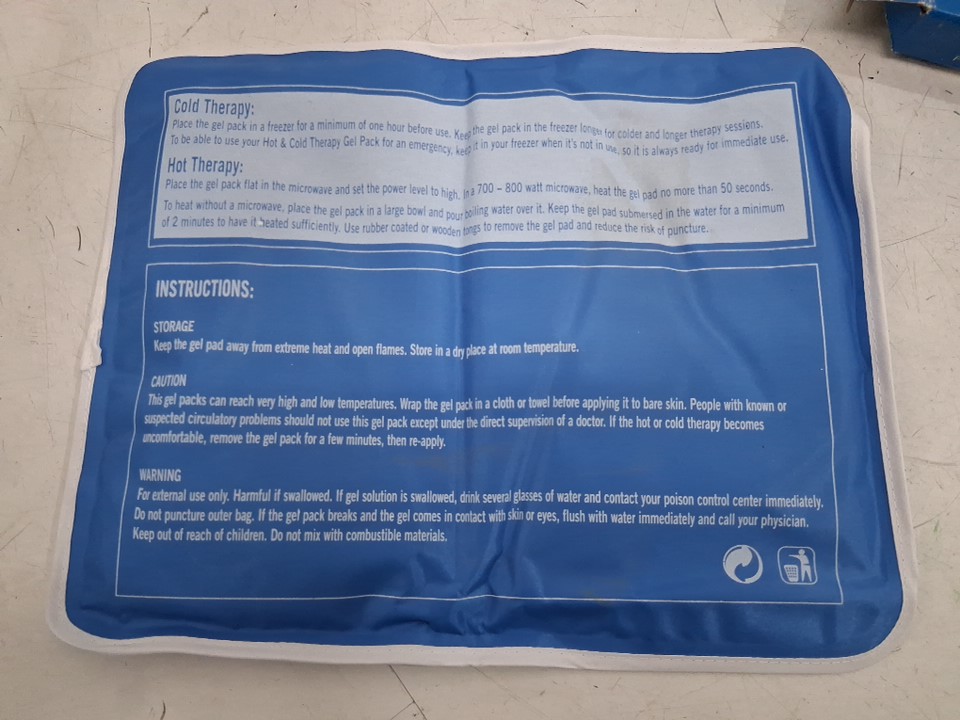 Cold Therapy:
Place the gel pack in a freezer for a minimum of one hour before use. Keep the gel pack in the freezer longer for colder and longer therapy sessions.
To be able to use your Hot & Cold Therapy Gel Pack for an emergency, keep it in your freezer when it's not in use, so it is always ready for immediate use.
Hot Therapy:
Place the gel pack flat in the microwave and set the power level to high. In a 700 – 800 watt microwave, heat the gel pad no more than 50 seconds.
To heat without a microwave, place the gel pack in a large bowl and pour boiling water over it. Keep the gel pad submersed in the water for a minimum
of 2 minutes to have it heated sufficiently. Use rubber coated or wooden tongs to remove the gel pad and reduce the risk of puncture.
INSTRUCTIONS:
STORAGE
Keep the gel pad away from extreme heat and open flames. Store in a dry place at room temperature.
CAUTION
This gel packs can reach very high and low temperatures. Wrap the gel pack in a cloth or towel before applying it to bare skin. People with known or
suspected circulatory problems should not use this gel pack except under the direct supervision of a doctor. If the hot or cold therapy becomes
uncomfortable, remove the gel pack for a few minutes, then re-apply.
WARNING
For external use only. Harmful if swallowed. If gel solution is swallowed, drink several glasses of water and contact your poison control center immediately.
Do not puncture outer bag. If the gel pack breaks and the gel comes in contact with skin or eyes, flush with water immediately and call your physician.
Keep out of reach of children. Do not mix with combustible materials.